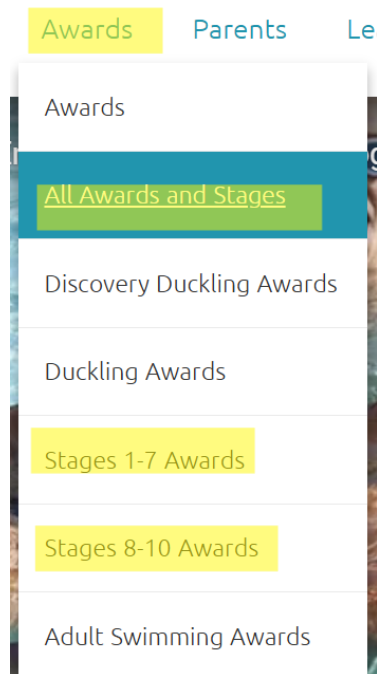 Awards Parents Le
Awards
All Awards and Stages
Discovery Duckling Awards
Duckling Awards
Stages 1-7 Awards
Stages 8-10 Awards
Adult Swimming Awards